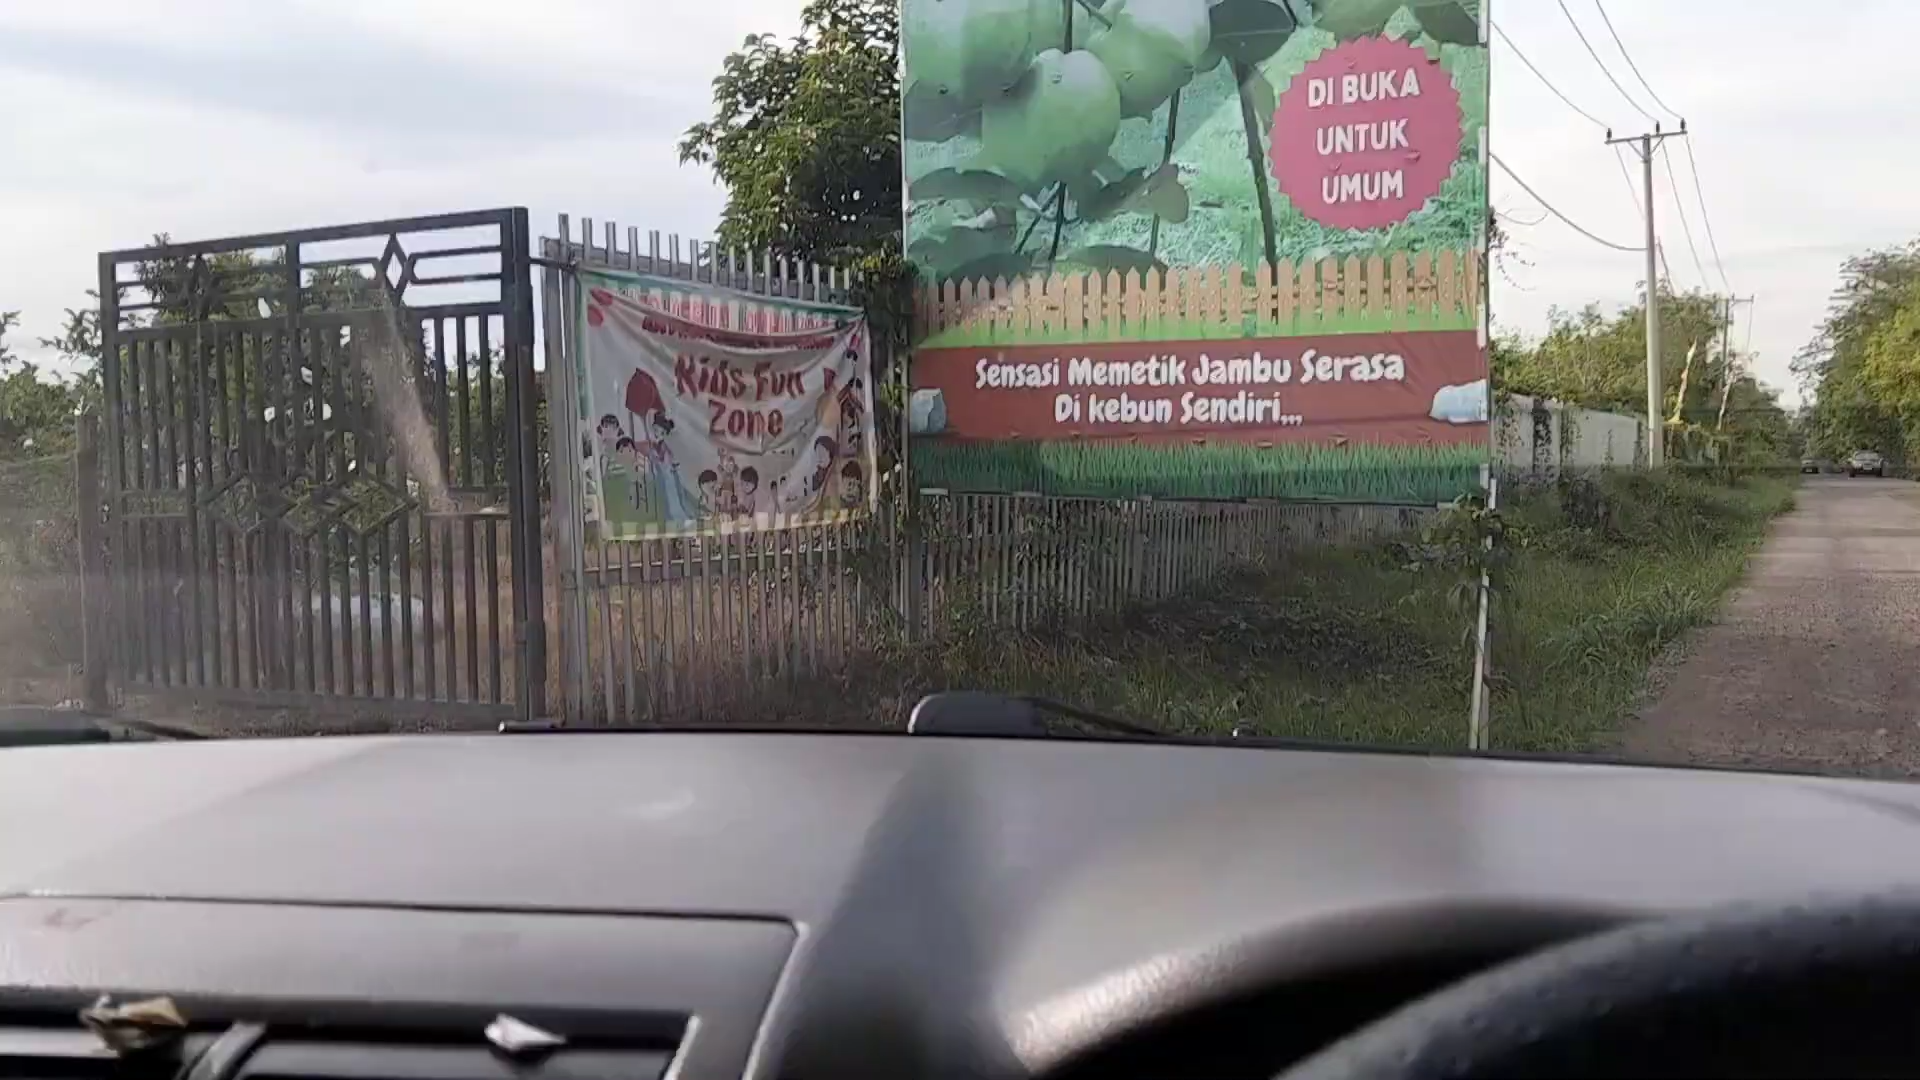 DI BUKA
UNTUK
UMUM
Kids Fun
Zone
Sensasi Memetik Jambu Serasa
Di kebun Sendiri...